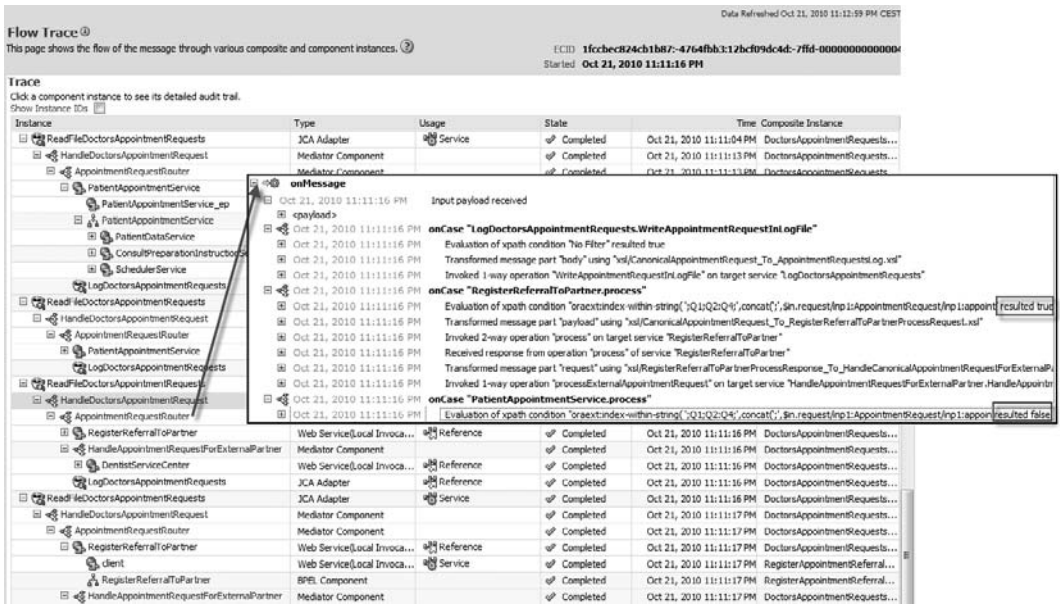 Data Refreshed Oct 21, 2010 11:12:59 PM CEST
Flow Trace
This page shows the flow of the message through various composite and component instances.
ECID 1fccbec824cb1b87:-4764fbb3:12bcf09dc4d:-7ffd-00000000000004
Started Oct 21, 2010 11:11:16 PM
Trace
Click a component instance to see its detailed audit trail.
Show Instance IDs
Instance Type Usage State Time Composite Instance
ReadFileDoctorsAppointmentRequests JCA Adapter Service Completed Oct 21, 2010 11:11:04 PM DoctorsAppointmentRequests...
HandleDoctorsAppointmentRequest Mediator Component Completed Oct 21, 2010 11:11:13 PM DoctorsAppointmentRequests...
AppointmentRequestRouter Mediator Component Completed Oct 21, 2010 11:11:13 PM DoctorsAppointmentRequests...
PatientAppointmentService
PatientAppointmentService_ep
PatientAppointmentService
PatientDataService
ConsultPreparationInstructionSe
SchedulerService
LogDoctorsAppointmentRequests
ReadFileDoctorsAppointmentRequests
HandleDoctorsAppointmentRequest
AppointmentRequestRouter
PatientAppointmentService
LogDoctorsAppointmentRequests
ReadFileDoctorsAppointmentRequests
HandleDoctorsAppointmentRequest
AppointmentRequestRouter
onMessage
Oct 21, 2010 11:11:16 PM Input payload received
<payload>
Oct 21, 2010 11:11:16 PM onCase "LogDoctorsAppointmentRequests.WriteAppointmentRequestInLogFile"
Oct 21, 2010 11:11:16 PM Evaluation of xpath condition "No Filter" resulted true
Oct 21, 2010 11:11:16 PM Transformed message part "body" using "xsl/CanonicalAppointmentRequest_To_AppointmentRequestsLog.xsl"
Oct 21, 2010 11:11:16 PM Invoked 1-way operation "WriteAppointmentRequestInLogFile" on target service "LogDoctorsAppointmentRequests"
Oct 21, 2010 11:11:16 PM onCase "RegisterReferralToPartner.process"
Oct 21, 2010 11:11:16 PM Evaluation of xpath condition "oraext:index-within-string( ';Q1;Q2;Q4;',concat(';',$in.request/inp1:AppointmentRequest/inp1:appoint resulted true
Oct 21, 2010 11:11:16 PM Transformed message part "payload" using "xsl/CanonicalAppointmentRequest_To_RegisterReferralToPartnerProcessRequest.xsl"
Oct 21, 2010 11:11:16 PM Invoked 2-way operation "process" on target service "RegisterReferralToPartner"
Oct 21, 2010 11:11:16 PM Received response from operation "process" of service "RegisterReferralToPartner"
Oct 21, 2010 11:11:16 PM Transformed message part "request" using "xsl/RegisterReferralToPartnerProcessResponse_To_HandleCanonicalAppointmentRequestForExternalPa
Oct 21, 2010 11:11:16 PM Invoked 1-way operation "processExternalAppointmentRequest" on target service "HandleAppointmentRequestForExternalPartner.HandleAppointm
Oct 21, 2010 11:11:16 PM onCase "PatientAppointmentService.process"
Oct 21, 2010 11:11:16 PM Evaluation of xpath condition "oraext:index-within-string( ';Q1;Q2;Q4;',concat(';',$in.request/inp1:AppointmentRequest/inp1:appoin resulted false
RegisterReferralToPartner Web Service(Local Invoca... Reference Completed Oct 21, 2010 11:11:16 PM DoctorsAppointmentRequests...
HandleAppointmentRequestForExternalPartner Mediator Component Completed Oct 21, 2010 11:11:16 PM DoctorsAppointmentRequests...
DentistServiceCenter Web Service(Local Invoca... Reference Completed Oct 21, 2010 11:11:16 PM DoctorsAppointmentRequests...
LogDoctorsAppointmentRequests JCA Adapter Reference Completed Oct 21, 2010 11:11:16 PM DoctorsAppointmentRequests...
ReadFileDoctorsAppointmentRequests JCA Adapter Service Completed Oct 21, 2010 11:11:16 PM DoctorsAppointmentRequests...
HandleDoctorsAppointmentRequest Mediator Component Completed Oct 21, 2010 11:11:17 PM DoctorsAppointmentRequests...
AppointmentRequestRouter Mediator Component Completed Oct 21, 2010 11:11:17 PM DoctorsAppointmentRequests...
RegisterReferralToPartner Web Service(Local Invoca... Reference Completed Oct 21, 2010 11:11:17 PM DoctorsAppointmentRequests...
client Web Service(Local Invoca... Service Completed Oct 21, 2010 11:11:17 PM RegisterAppointmentReferral...
RegisterReferralToPartner BPEL Component Completed Oct 21, 2010 11:11:17 PM RegisterAppointmentReferral...
HandleAppointmentRequestForExternalPartner Mediator Component Completed Oct 21, 2010 11:11:17 PM DoctorsAppointmentRequests...